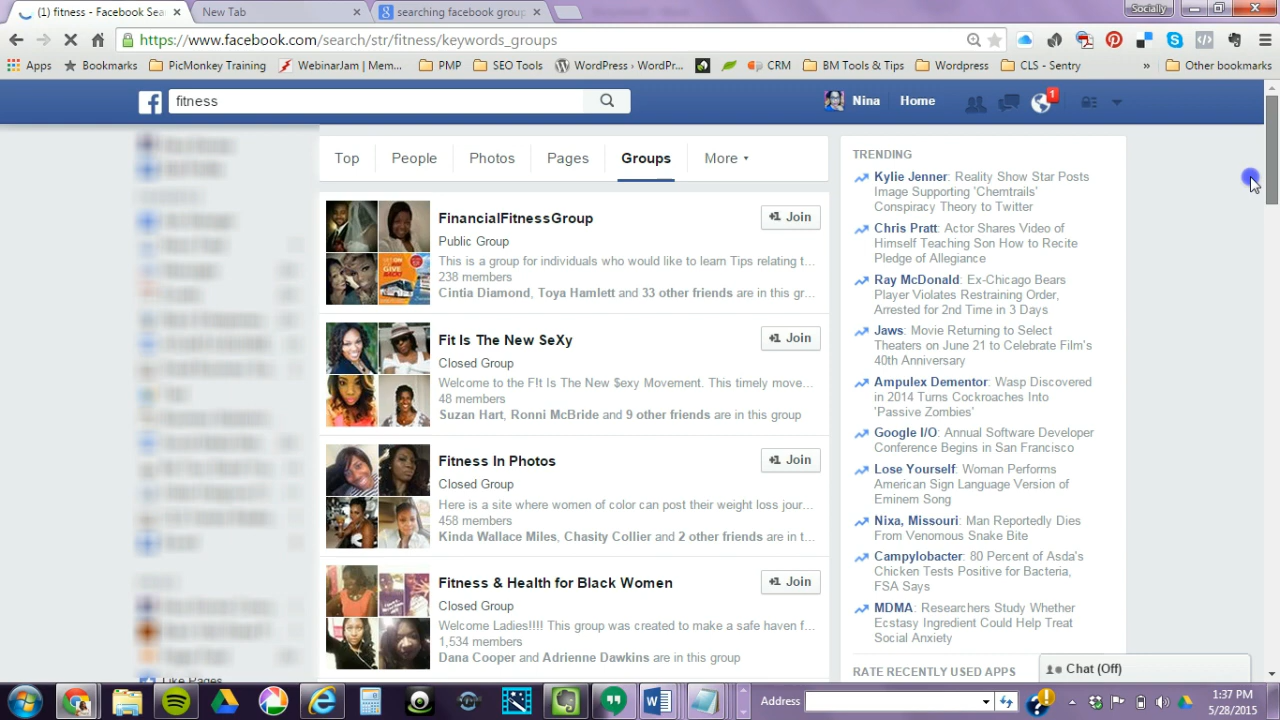 (1) fitness - Facebook Sea
New Tab
searching facebook group
Socially
https://www.facebook.com/search/str/fitness/keywords_groups
Apps
Bookmarks
PicMonkey Training
WebinarJam | Mem...
PMP
SEO Tools
WordPress › WordPr...
CRM
BM Tools & Tips
Wordpress
CLS - Sentry
»
Other bookmarks
fitness
Nina
Home
1
Top
People
Photos
Pages
Groups
More
FinancialFitnessGroup
+1 Join
Public Group
This is a group for individuals who would like to learn Tips relating t...
238 members
Cintia Diamond, Toya Hamlett and 33 other friends are in this gr...
Fit Is The New SeXy
+1 Join
Closed Group
Welcome to the F!t Is The New $exy Movement. This timely move...
48 members
Suzan Hart, Ronni McBride and 9 other friends are in this group
Fitness In Photos
+1 Join
Closed Group
Here is a site where women of color can post their weight loss jour...
458 members
Kinda Wallace Miles, Chasity Collier and 2 other friends are in t...
Fitness & Health for Black Women
+1 Join
Closed Group
Welcome Ladies!!!! This group was created to make a safe haven f...
1,534 members
Dana Cooper and Adrienne Dawkins are in this group
TRENDING
Kylie Jenner: Reality Show Star Posts
Image Supporting 'Chemtrails'
Conspiracy Theory to Twitter
Chris Pratt: Actor Shares Video of
Himself Teaching Son How to Recite
Pledge of Allegiance
Ray McDonald: Ex-Chicago Bears
Player Violates Restraining Order,
Arrested for 2nd Time in 3 Days
Jaws: Movie Returning to Select
Theaters on June 21 to Celebrate Film's
40th Anniversary
Ampulex Dementor: Wasp Discovered
in 2014 Turns Cockroaches Into
'Passive Zombies'
Google I/O: Annual Software Developer
Conference Begins in San Francisco
Lose Yourself: Woman Performs
American Sign Language Version of
Eminem Song
Nixa, Missouri: Man Reportedly Dies
From Venomous Snake Bite
Campylobacter: 80 Percent of Asda's
Chicken Tests Positive for Bacteria,
FSA Says
MDMA: Researchers Study Whether
Ecstasy Ingredient Could Help Treat
Social Anxiety
RATE RECENTLY USED APPS
Chat (Off)
Like Pages
Address
1:37 PM
5/28/2015